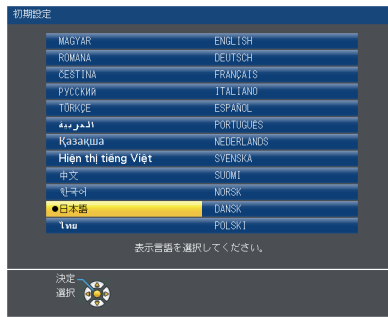 初期設定
MAGYAR ENGLISH
ROMÂNA DEUTSCH
ČEŠTINA FRANÇAIS
РУССКИЙ ITALIANO
TÜRKÇE ESPAÑOL
العربية PORTUGUÊS
Қазақша NEDERLANDS
Hiện thị tiếng Việt SVENSKA
中文 SUOMI
한국어 NORSK
●日本語 DANSK
ไทย POLSKI
表示言語を選択してください。
決定
選択